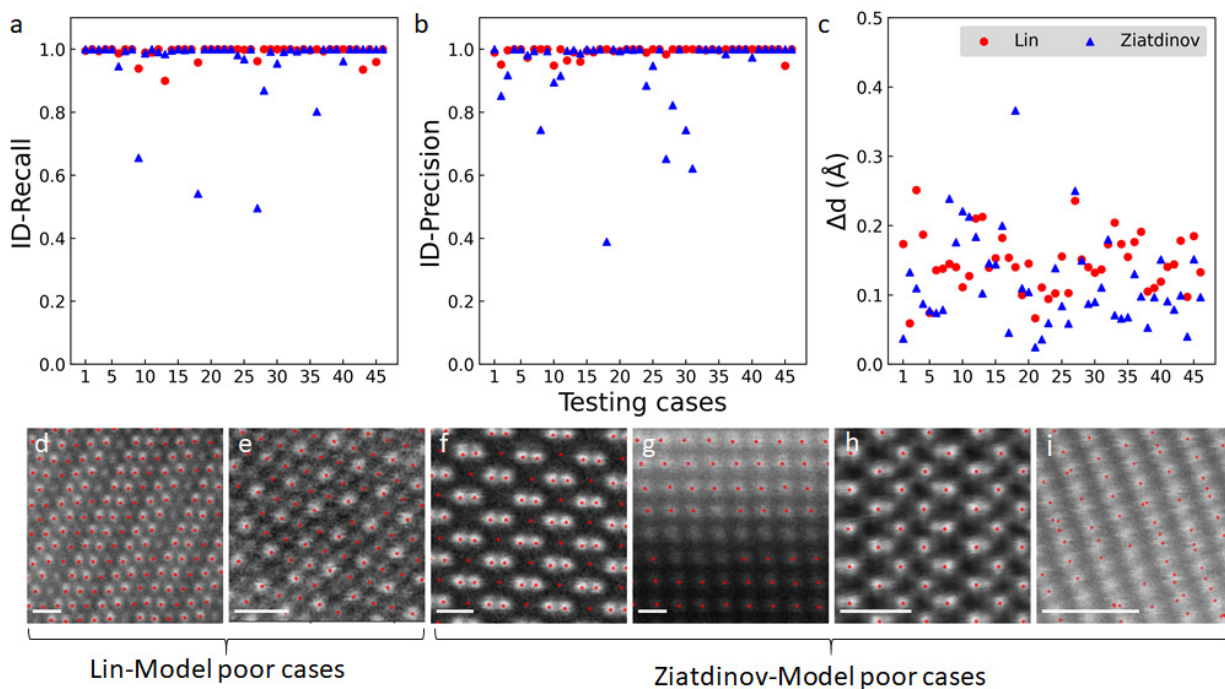 a
b
c
ID-Recall
1.0
0.8
0.6
0.4
0.2
0.0
1 5 10 15 20 25 30 35 40 45
ID-Precision
1.0
0.8
0.6
0.4
0.2
0.0
1 5 10 15 20 25 30 35 40 45
Δd (Å)
0.5
0.4
0.3
0.2
0.1
0.0
Lin Ziatdinov
1 5 10 15 20 25 30 35 40 45
Testing cases
d
e
f
g
h
i
Lin-Model poor cases
Ziatdinov-Model poor cases